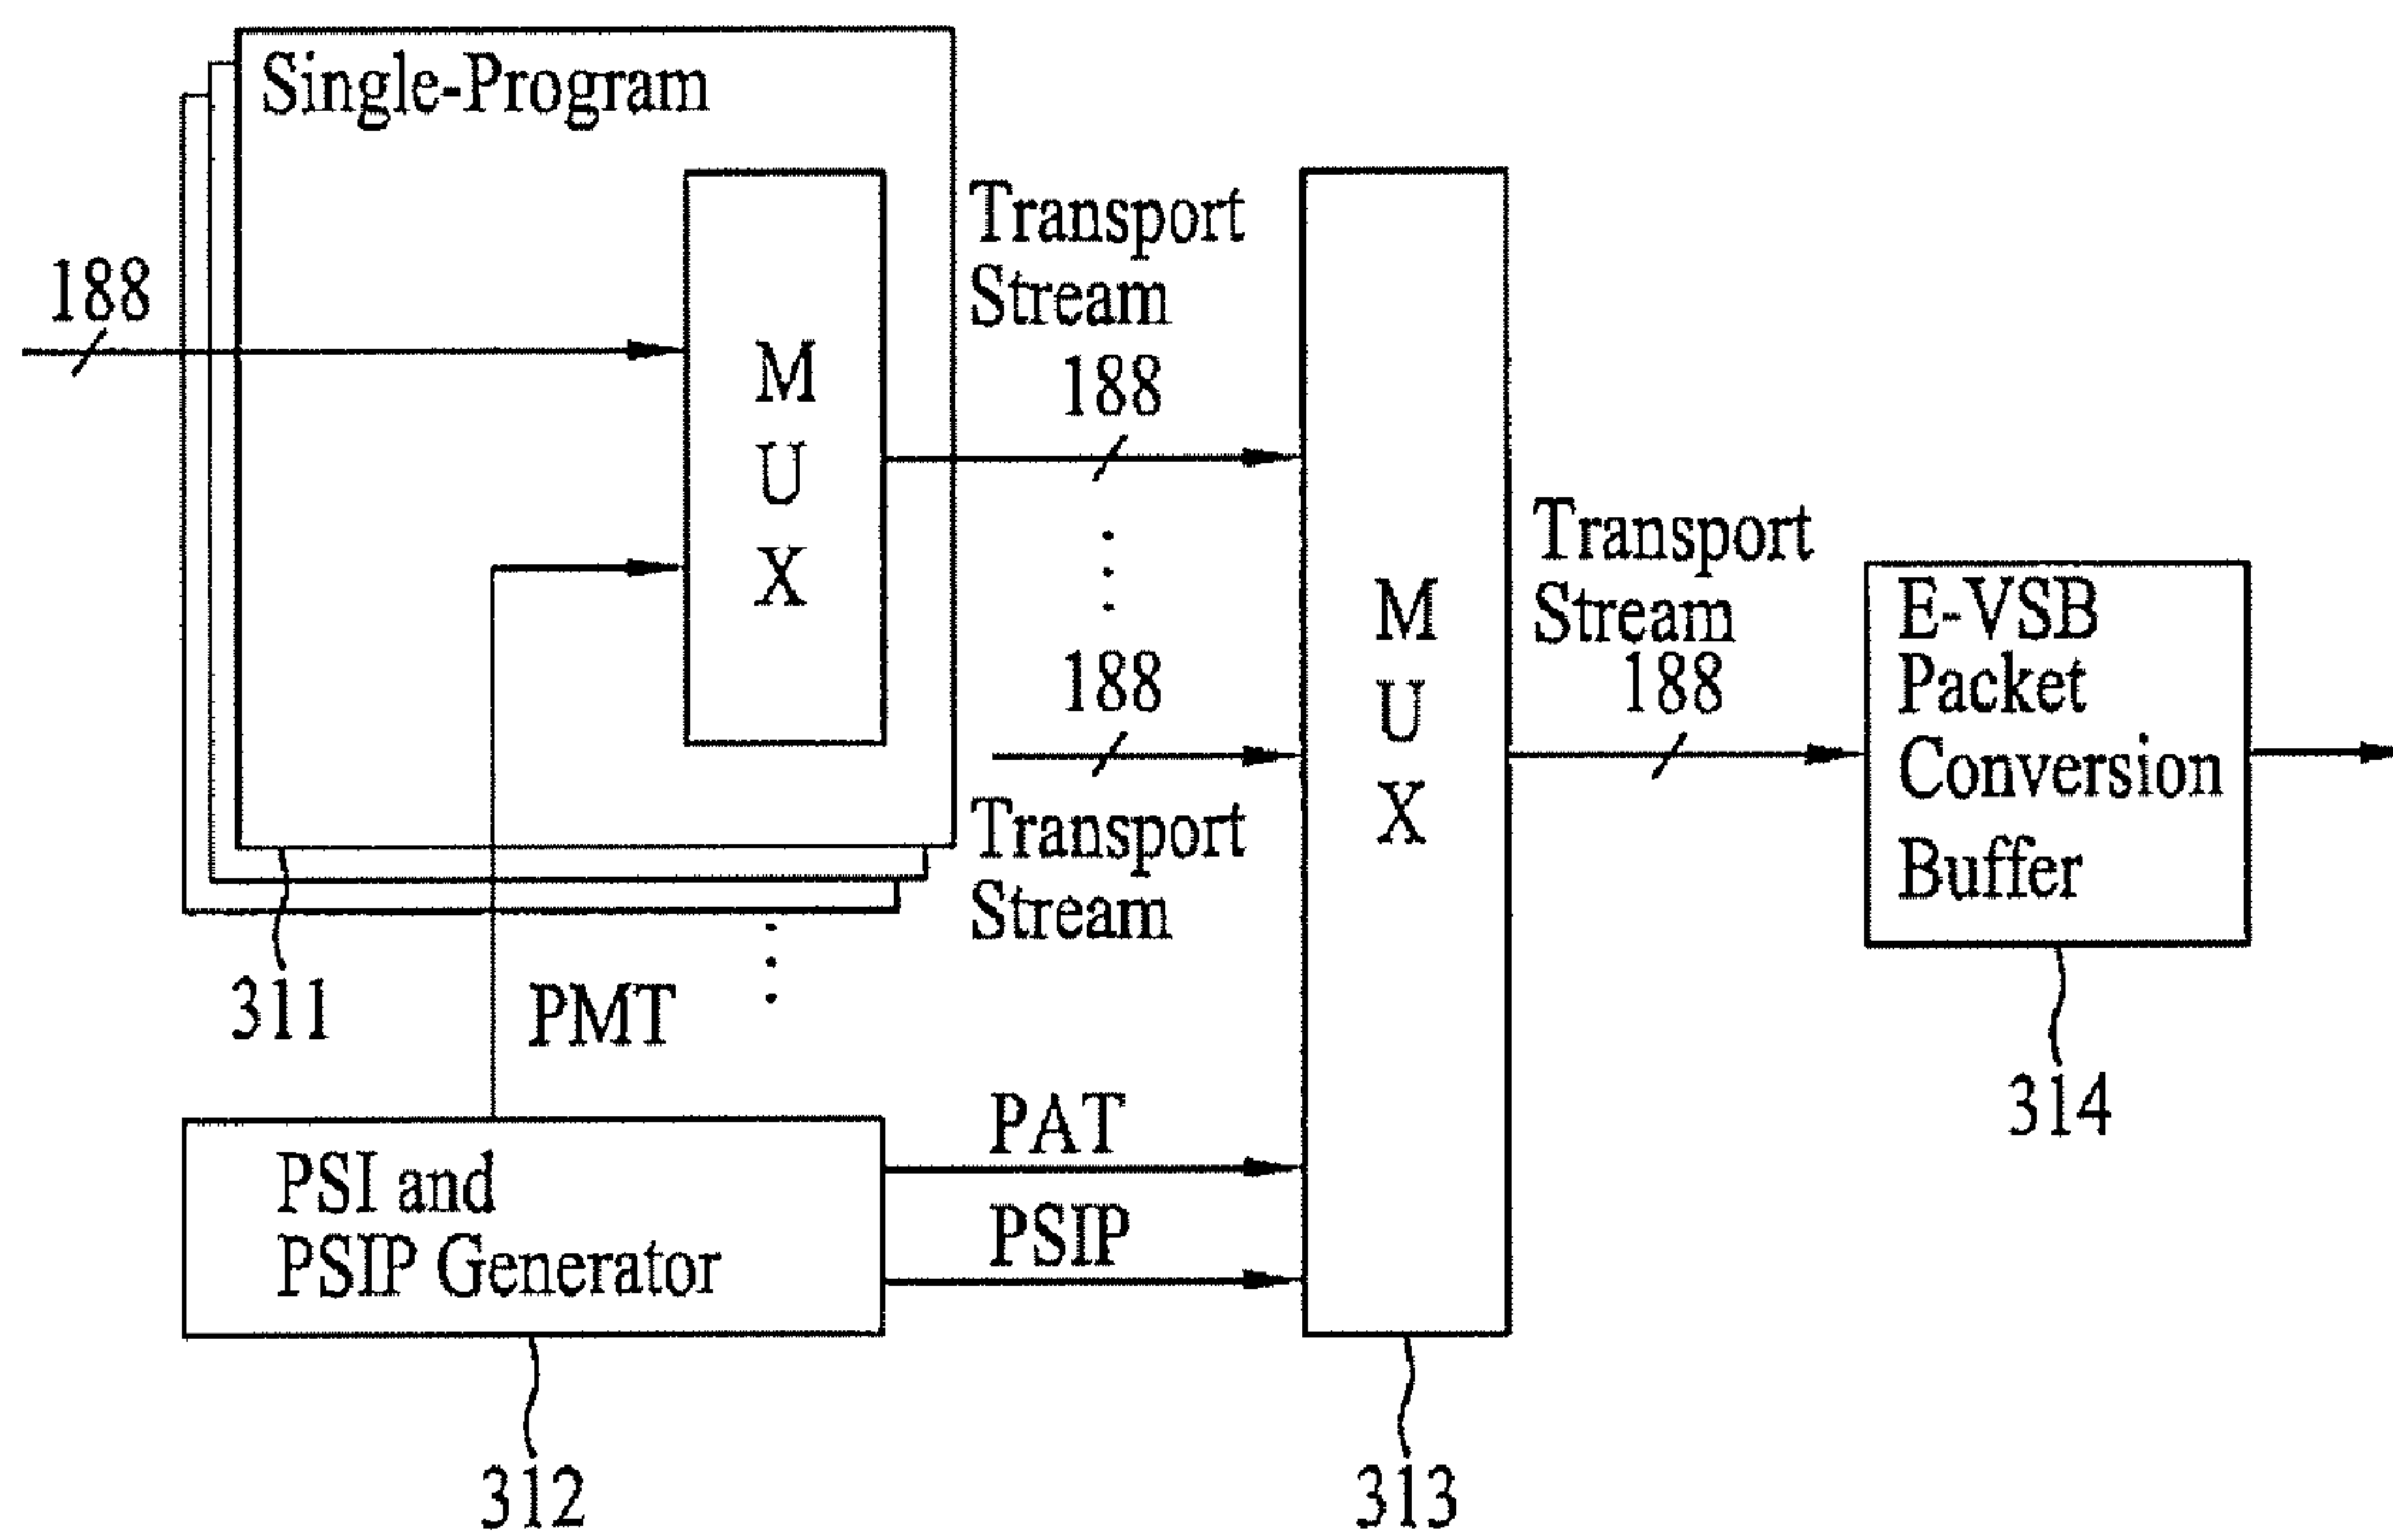 Single-Program
188
M
U
X
Transport
Stream
188
188
Transport
Stream
M
U
X
Transport
Stream
188
E-VSB
Packet
Conversion
Buffer
311
PMT
314
PSI and
PSIP Generator
PAT
PSIP
312
313